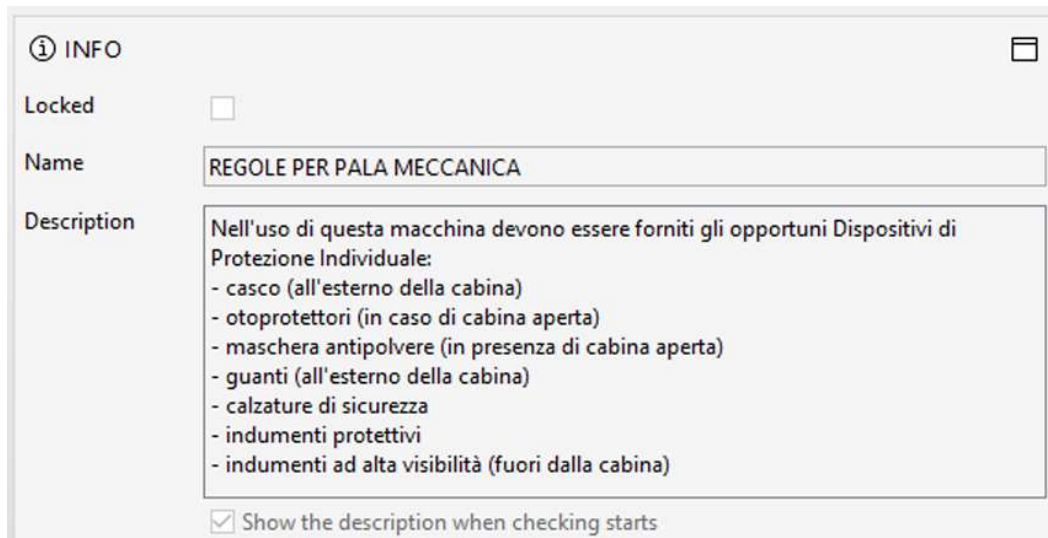 INFO
Locked
Name
REGOLE PER PALA MECCANICA
Description
Nell'uso di questa macchina devono essere forniti gli opportuni Dispositivi di
Protezione Individuale:
- casco (all'esterno della cabina)
- otoprotettori (in caso di cabina aperta)
- maschera antipolvere (in presenza di cabina aperta)
- guanti (all'esterno della cabina)
- calzature di sicurezza
- indumenti protettivi
- indumenti ad alta visibilità (fuori dalla cabina)
Show the description when checking starts